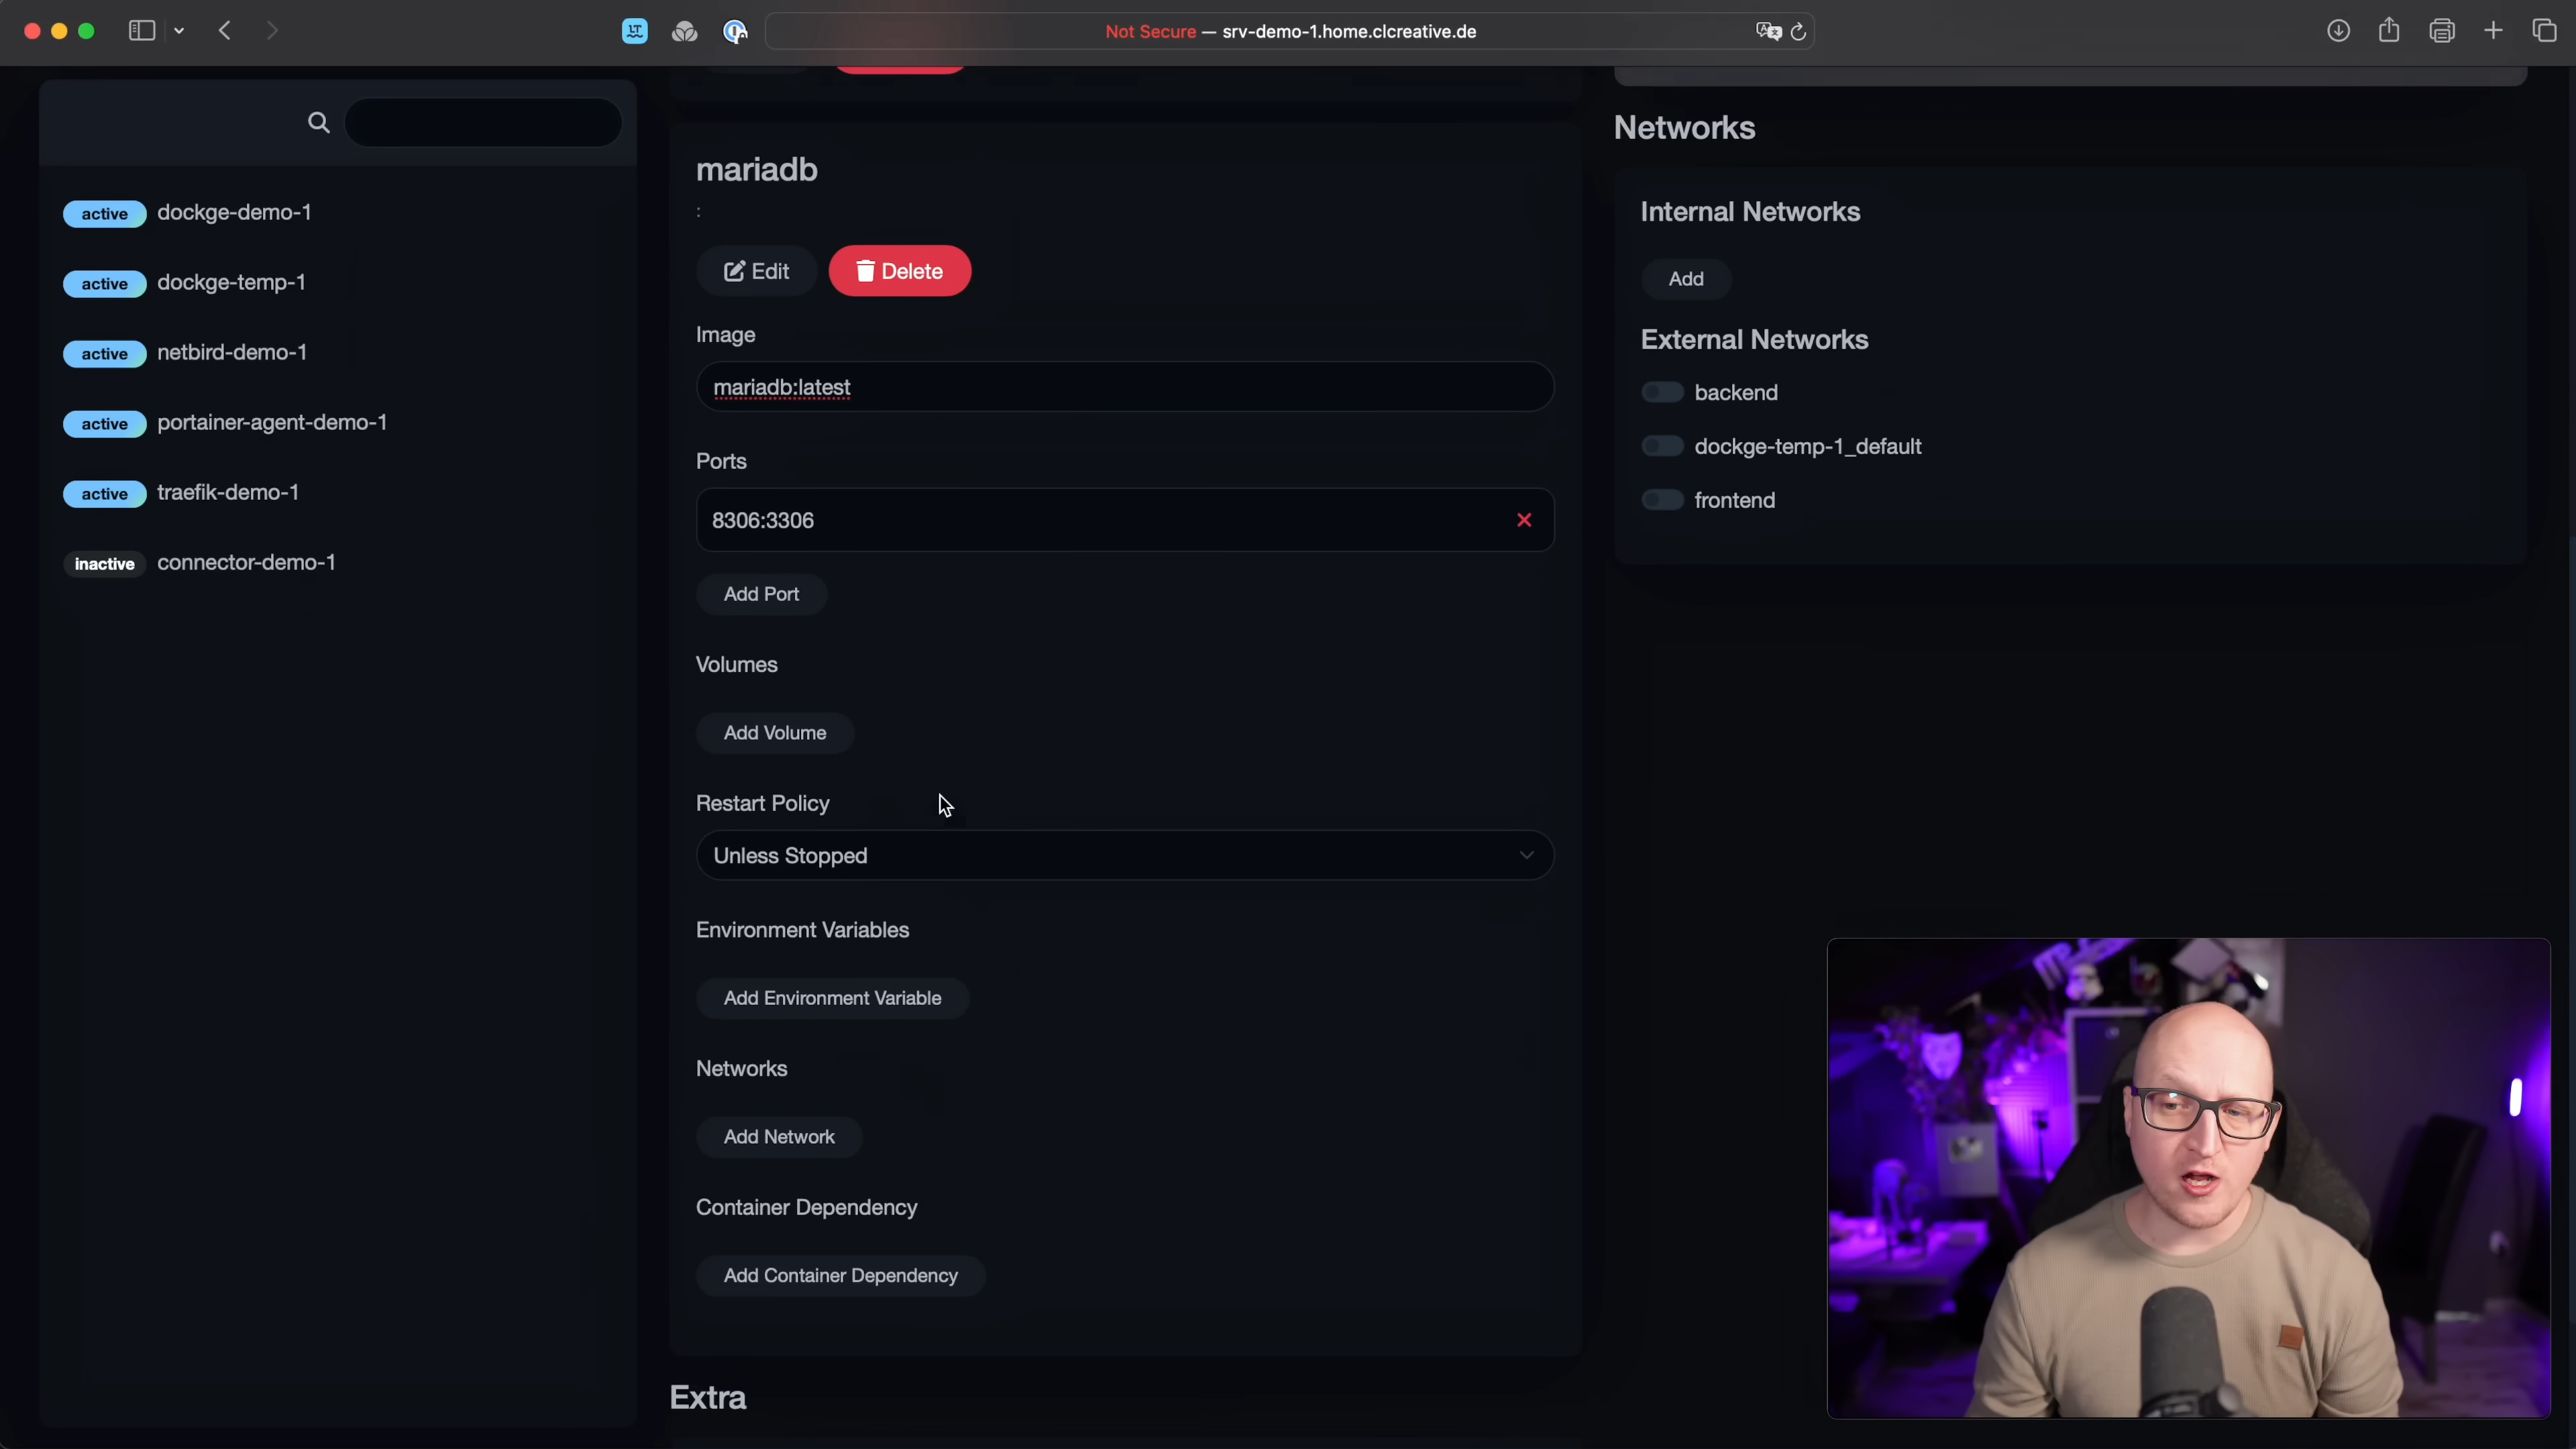 LT
Not Secure — srv-demo-1.home.clcreative.de
active dockge-demo-1
active dockge-temp-1
active netbird-demo-1
active portainer-agent-demo-1
active traefik-demo-1
inactive connector-demo-1
mariadb
:
Edit
Delete
Image
mariadb:latest
Ports
8306:3306
Add Port
Volumes
Add Volume
Restart Policy
Unless Stopped
Environment Variables
Add Environment Variable
Networks
Add Network
Container Dependency
Add Container Dependency
Extra
Networks
Internal Networks
Add
External Networks
backend
dockge-temp-1_default
frontend